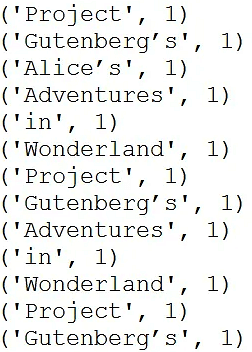 ('Project', 1)
('Gutenberg’s', 1)
('Alice’s', 1)
('Adventures', 1)
('in', 1)
('Wonderland', 1)
('Project', 1)
('Gutenberg’s', 1)
('Adventures', 1)
('in', 1)
('Wonderland', 1)
('Project', 1)
('Gutenberg’s', 1)